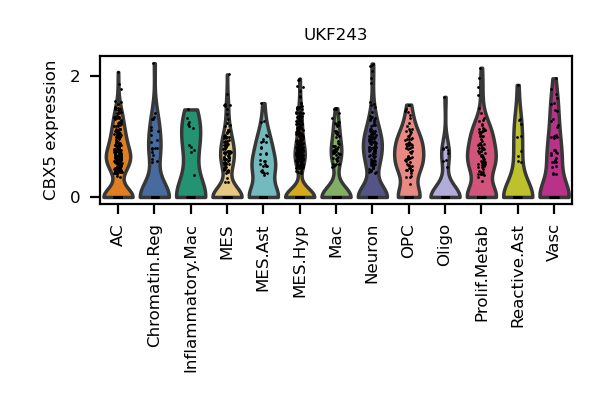 UKF243
CBX5 expression
2
0
AC
Chromatin.Reg
Inflammatory.Mac
MES
MES.Ast
MES.Hyp
Mac
Neuron
OPC
Oligo
Prolif.Metab
Reactive.Ast
Vasc